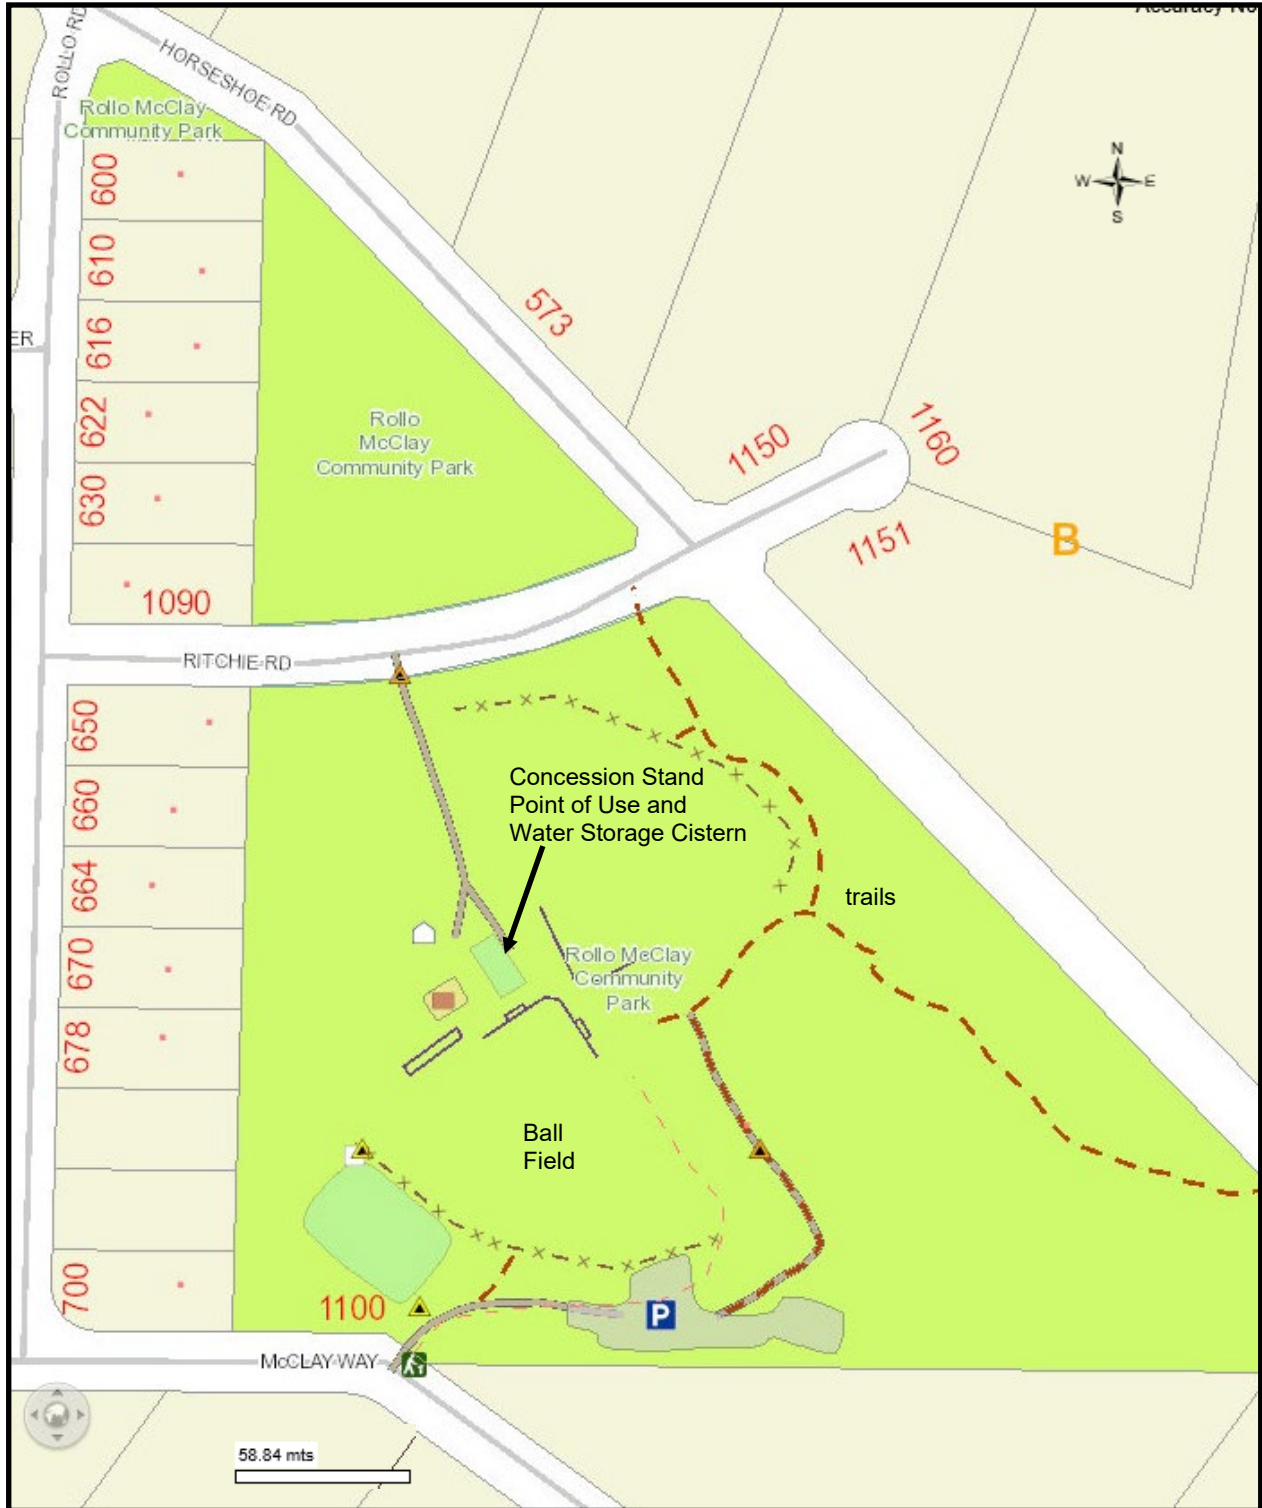 ROLLO RD
HORSESHOE RD
Rollo McClay
Community Park
N
W
E
S
600
610
616
622
630
1090
ER
573
Rollo
McClay
Community Park
1150
1160
1151
B
RITCHIE RD
650
660
664
670
678
700
Concession Stand
Point of Use and
Water Storage Cistern
trails
Rollo McClay
Community
Park
Ball
Field
1100
P
McCLAY WAY
58.84 mts